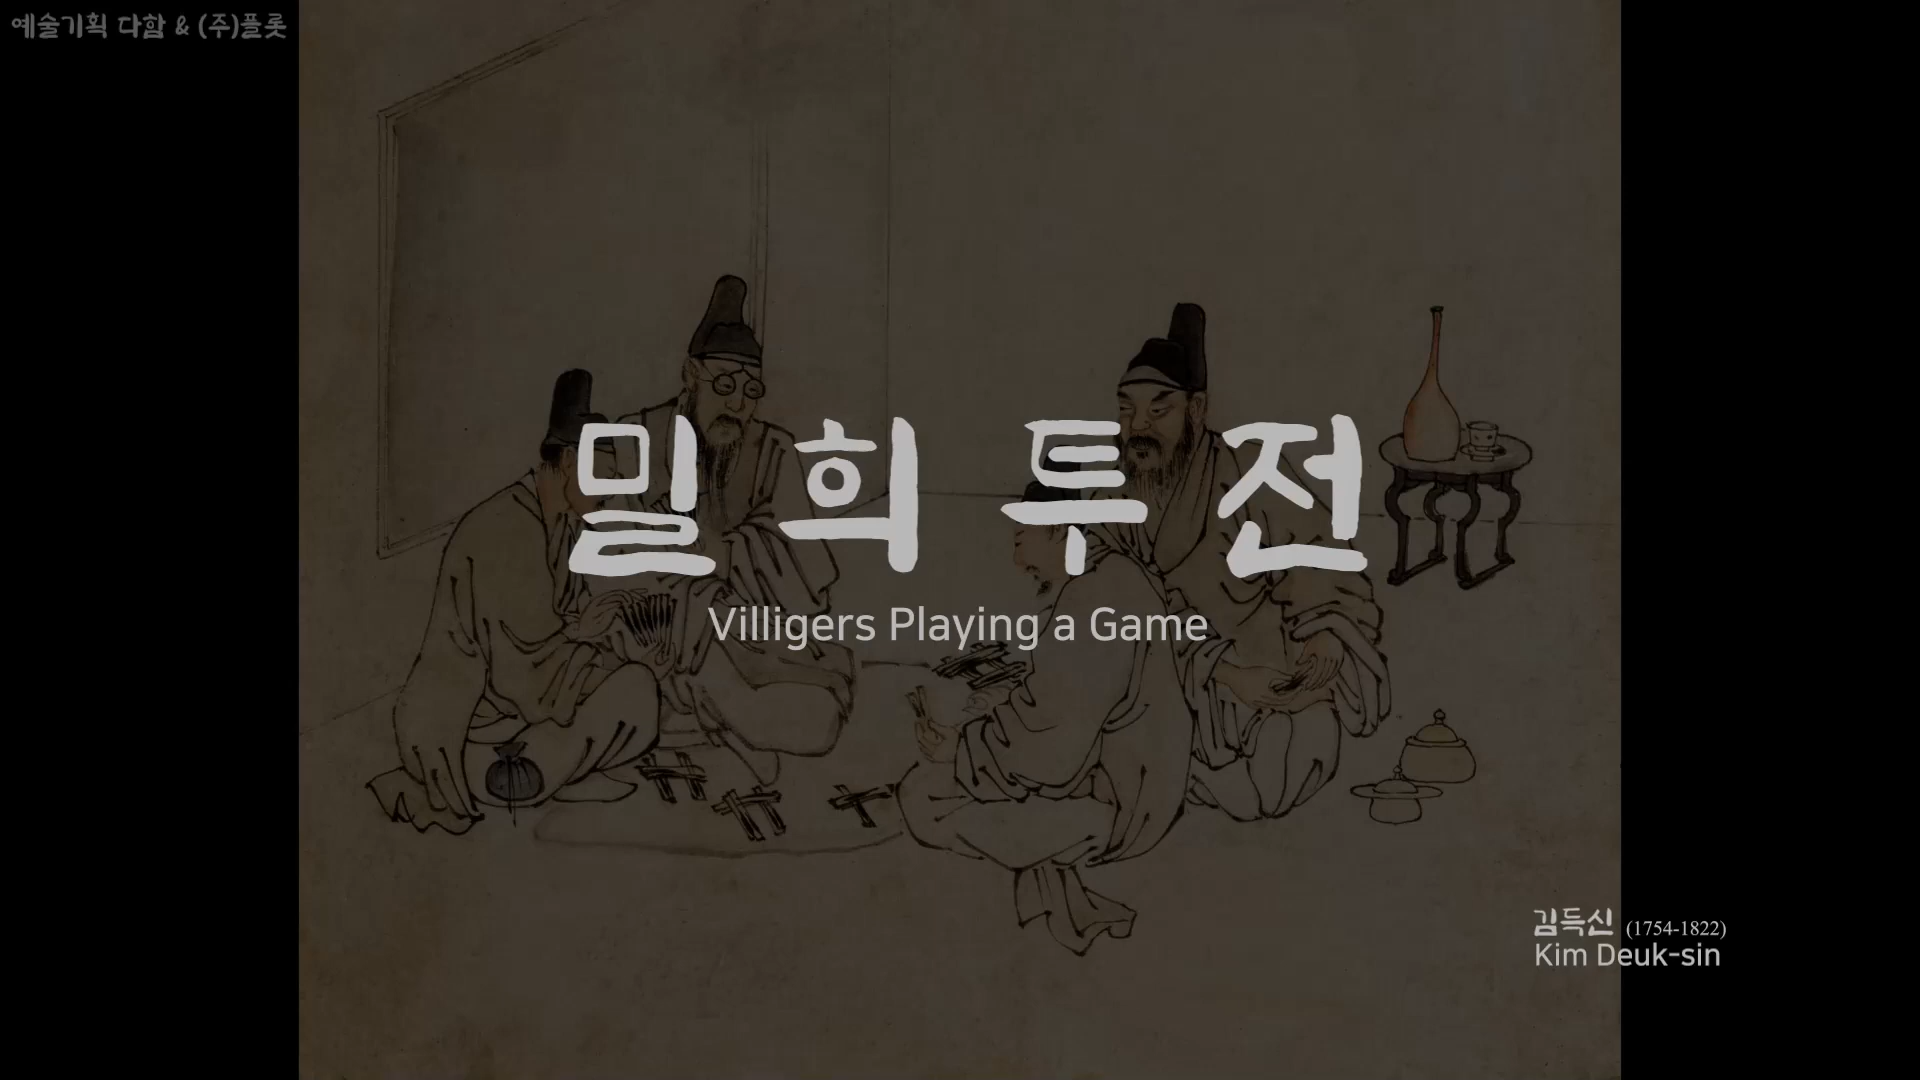 예술기획 다함 & (주)플롯
밀희투전
Villigers Playing a Game
김득신 (1754-1822)
Kim Deuk-sin